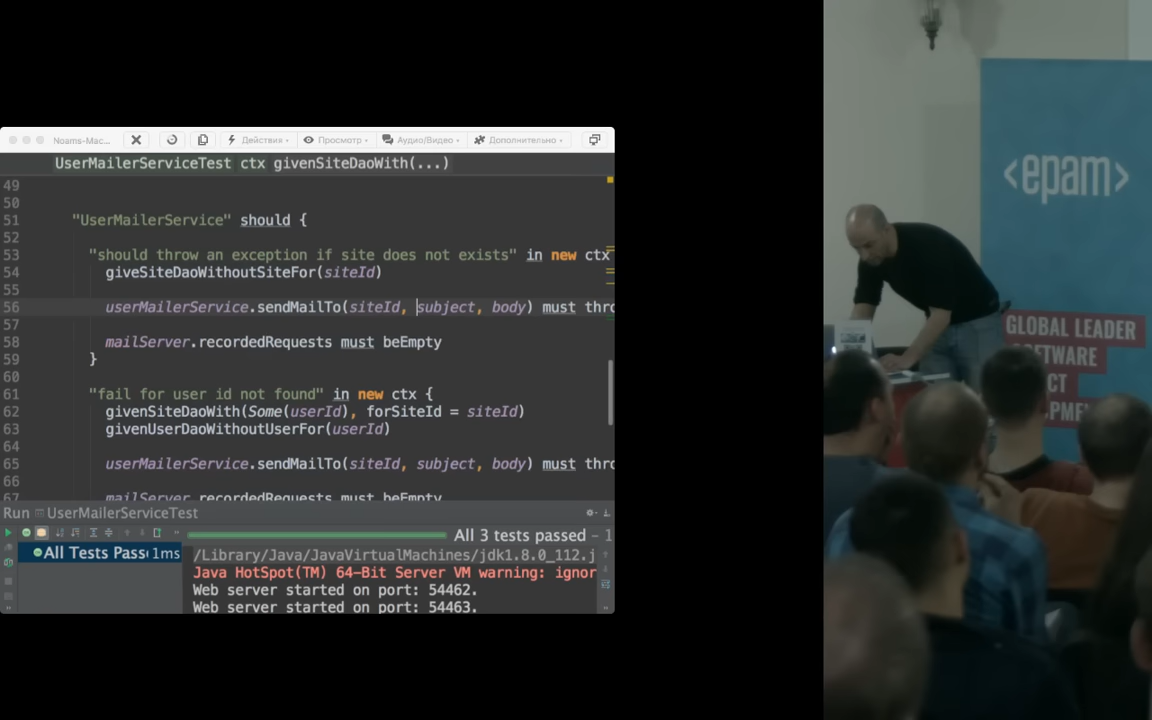 Noams-Mac...
Действия
Просмотр
Аудио/Видео
Дополнительно
UserMailerServiceTest ctx givenSiteDaoWith(...)
49
50
51 "UserMailerService" should {
52
53 "should throw an exception if site does not exists" in new ctx
54 giveSiteDaoWithoutSiteFor(siteId)
55
56 userMailerService.sendMailTo(siteId, subject, body) must thro
57
58 mailServer.recordedRequests must beEmpty
59 }
60
61 "fail for user id not found" in new ctx {
62 givenSiteDaoWith(Some(userId), forSiteId = siteId)
63 givenUserDaoWithoutUserFor(userId)
64
65 userMailerService.sendMailTo(siteId, subject, body) must thro
66
67 mailServer.recordedRequests must beEmpty
Run UserMailerServiceTest
All 3 tests passed – 1
All Tests Pass 1ms
/Library/Java/JavaVirtualMachines/jdk1.8.0_112.j
Java HotSpot(TM) 64-Bit Server VM warning: ignor
Web server started on port: 54462.
Web server started on port: 54463.
<epam>
GLOBAL LEADER